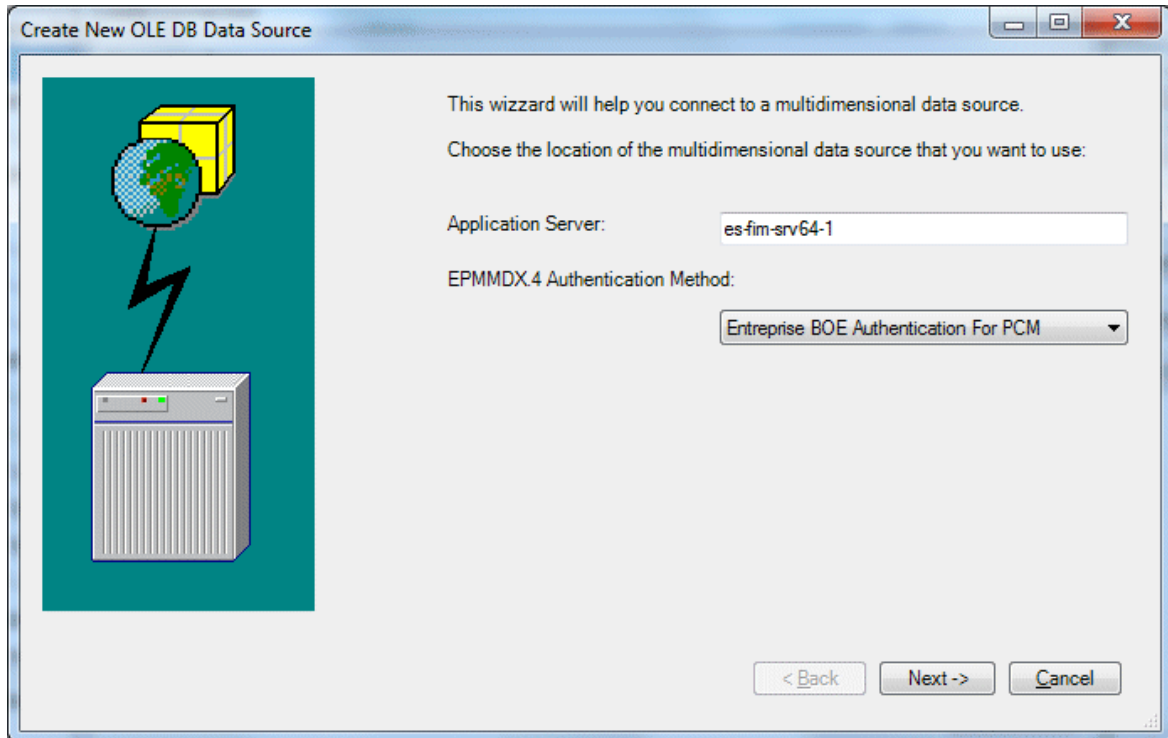 Create New OLE DB Data Source
This wizzard will help you connect to a multidimensional data source.
Choose the location of the multidimensional data source that you want to use:
Application Server:
es-fim-srv64-1
EPMMDX.4 Authentication Method:
Entreprise BOE Authentication For PCM
< Back
Next ->
Cancel